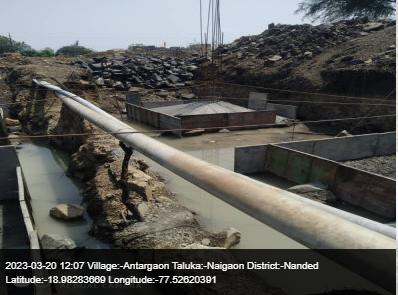 2023-03-20 12:07 Village:-Antargaon Taluka:-Naigaon District:-Nanded
Latitude:-18.98283669 Longitude:-77.52620391